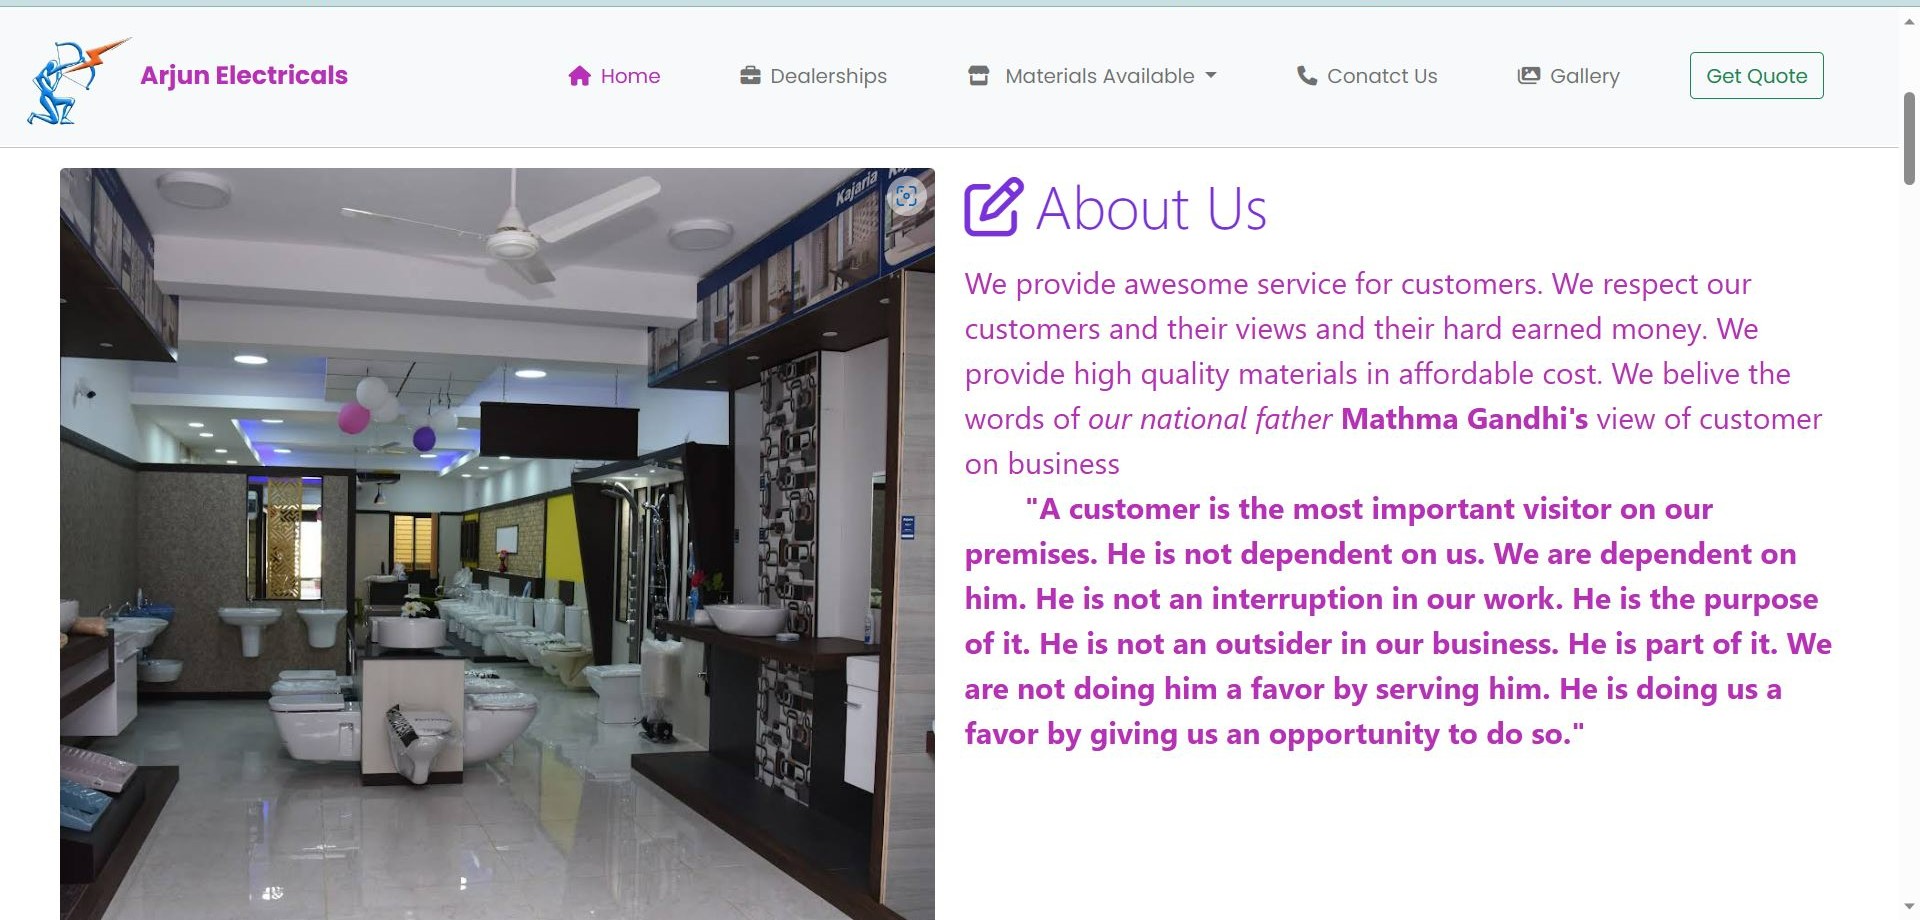 Arjun Electricals
Home
Dealerships
Materials Available
Conatct Us
Gallery
Get Quote
Kajaria
About Us
We provide awesome service for customers. We respect our
customers and their views and their hard earned money. We
provide high quality materials in affordable cost. We belive the
words of our national father Mathma Gandhi's view of customer
on business
"A customer is the most important visitor on our
premises. He is not dependent on us. We are dependent on
him. He is not an interruption in our work. He is the purpose
of it. He is not an outsider in our business. He is part of it. We
are not doing him a favor by serving him. He is doing us a
favor by giving us an opportunity to do so."